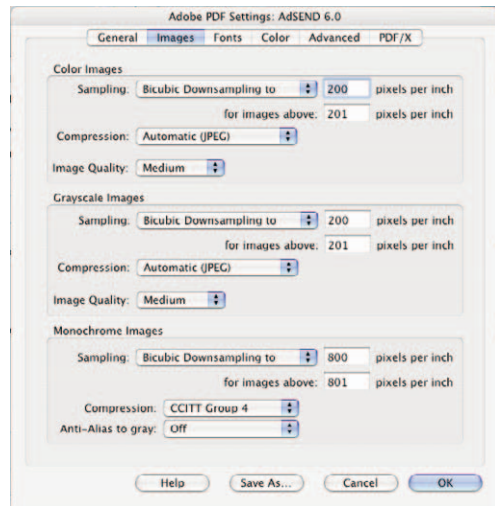 Adobe PDF Settings: AdSEND 6.0
General Images Fonts Color Advanced PDF/X
Color Images
Sampling: Bicubic Downsampling to 200 pixels per inch
for images above: 201 pixels per inch
Compression: Automatic (JPEG)
Image Quality: Medium
Grayscale Images
Sampling: Bicubic Downsampling to 200 pixels per inch
for images above: 201 pixels per inch
Compression: Automatic (JPEG)
Image Quality: Medium
Monochrome Images
Sampling: Bicubic Downsampling to 800 pixels per inch
for images above: 801 pixels per inch
Compression: CCITT Group 4
Anti-Alias to gray: Off
Help Save As... Cancel OK